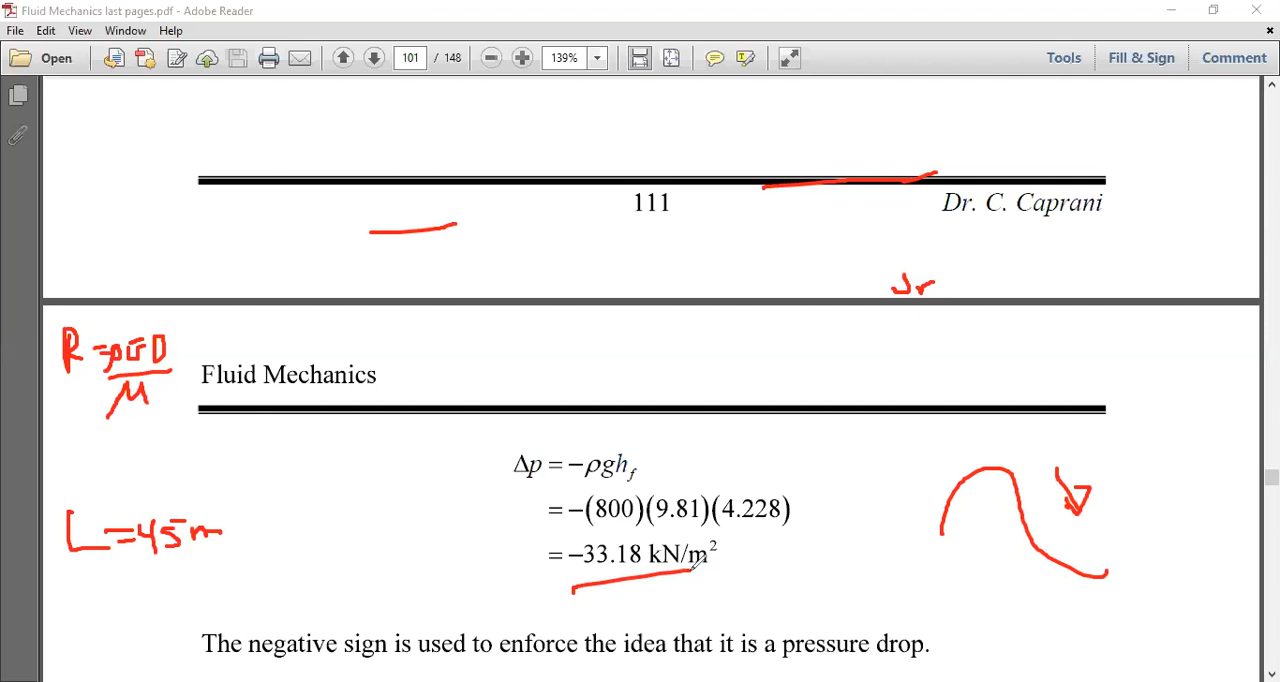 Fluid Mechanics last pages.pdf - Adobe Reader
File Edit View Window Help
Open 101 / 148 139% Tools Fill & Sign Comment
111 Dr. C. Caprani
R = ρῡD/μ
Fluid Mechanics
Δp = −ρgh_f
= −(800)(9.81)(4.228)
L = 45m
= −33.18 kN/m²
The negative sign is used to enforce the idea that it is a pressure drop.